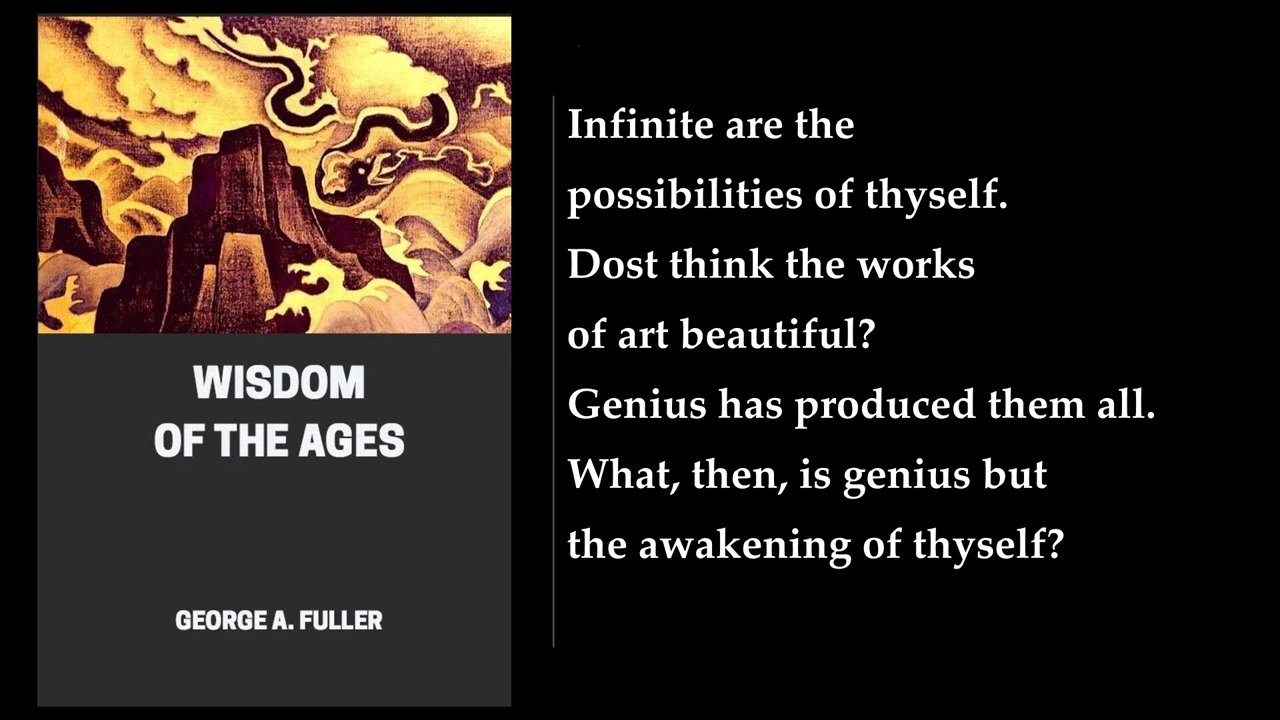 WISDOM
OF THE AGES
GEORGE A. FULLER
Infinite are the
possibilities of thyself.
Dost think the works
of art beautiful?
Genius has produced them all.
What, then, is genius but
the awakening of thyself?